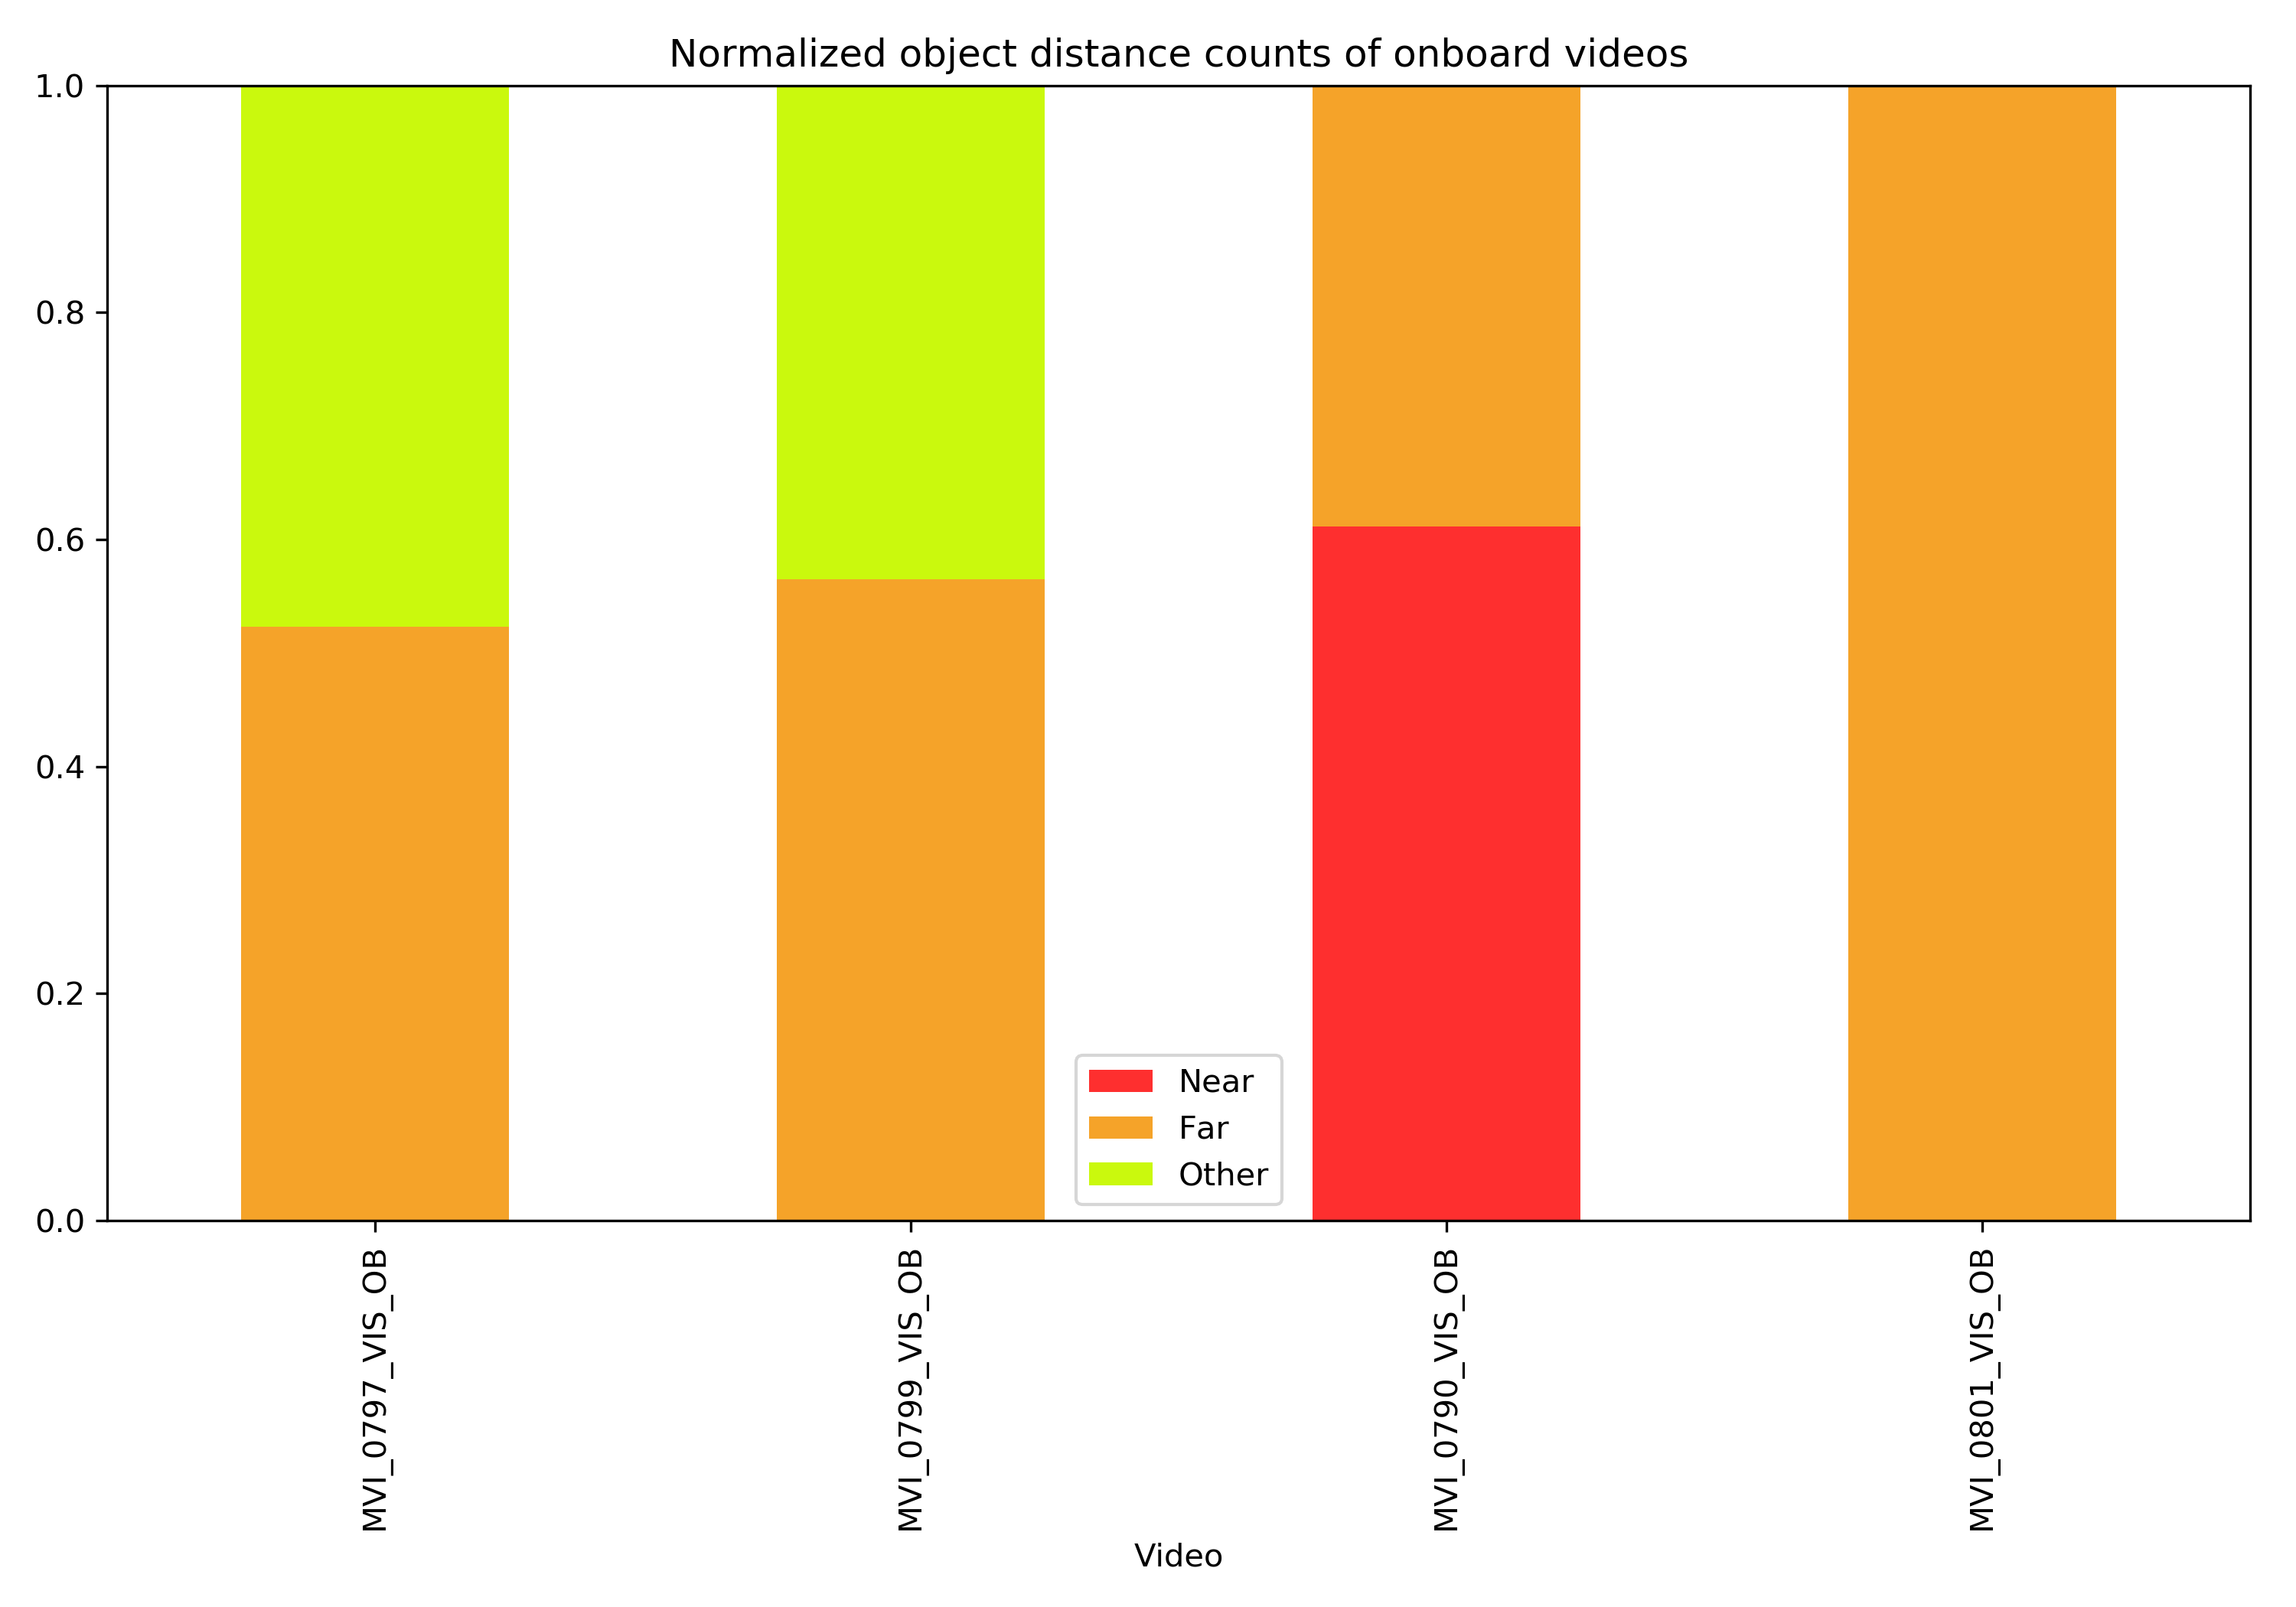 Normalized object distance counts of onboard videos
1.0
0.8
0.6
0.4
0.2
0.0
Near
Far
Other
MVI_0797_VIS_OB
MVI_0799_VIS_OB
MVI_0790_VIS_OB
MVI_0801_VIS_OB
Video